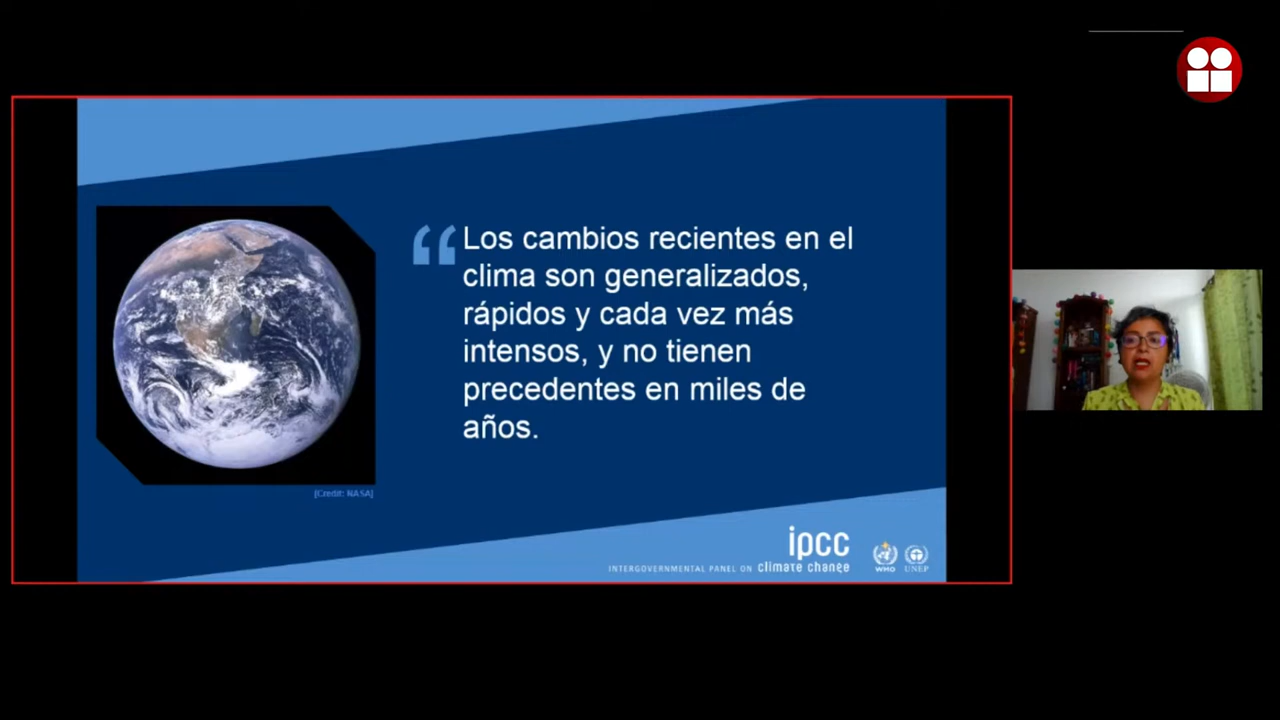 “Los cambios recientes en el
clima son generalizados,
rápidos y cada vez más
intensos, y no tienen
precedentes en miles de
años.
[Credit: NASA]
ipcc
INTERGOVERNMENTAL PANEL ON climate change
WMO
UNEP